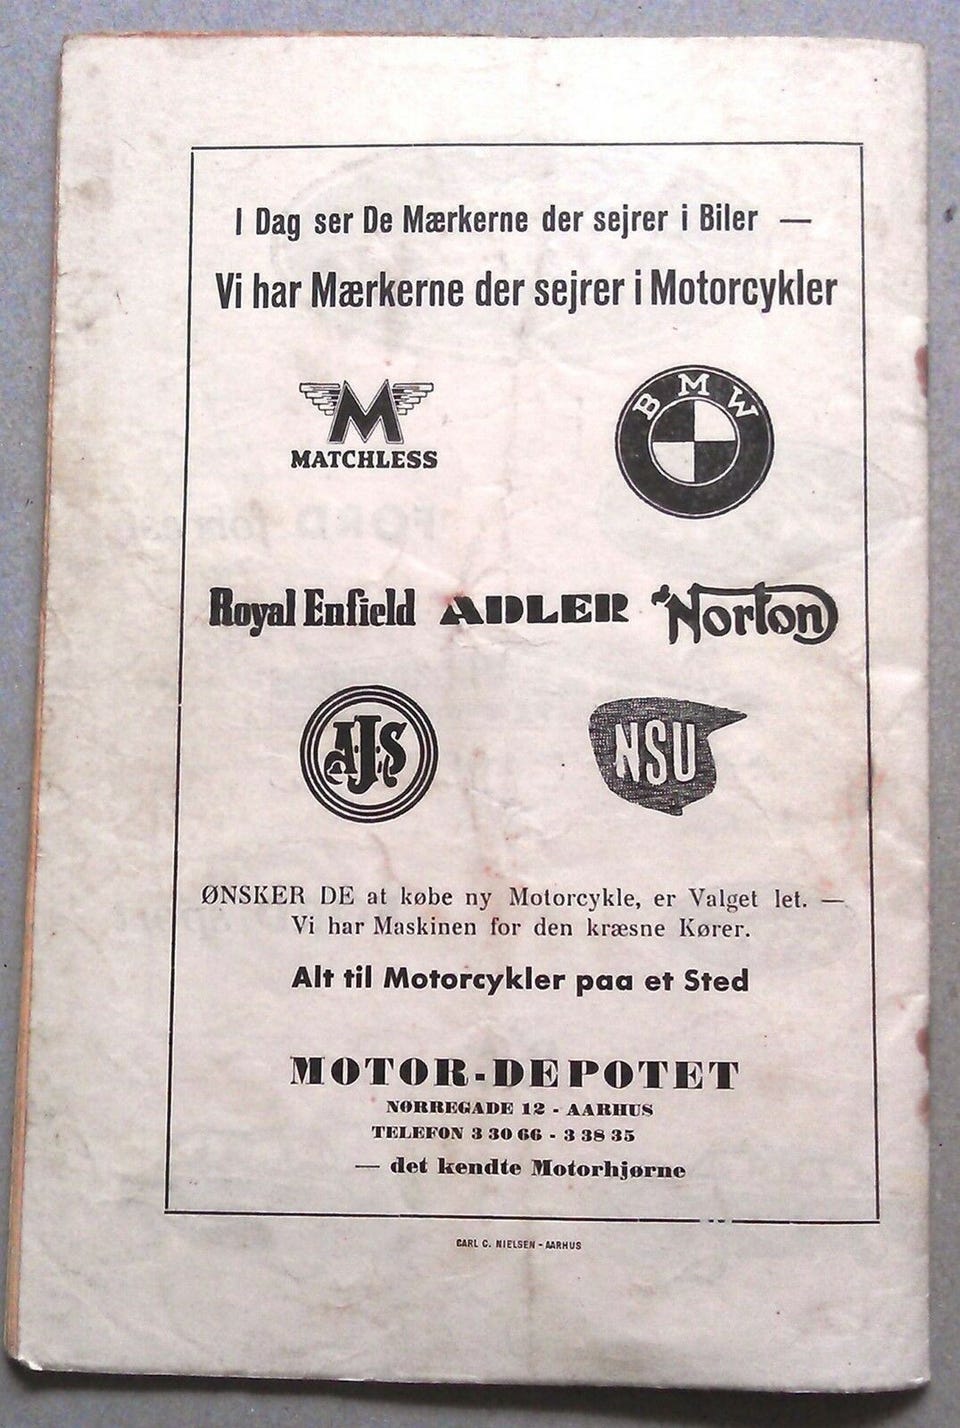 I Dag ser De Mærkerne der sejrer i Biler —
Vi har Mærkerne der sejrer i Motorcykler
M
MATCHLESS
BMW
Royal Enfield ADLER Norton
AJS
NSU
ØNSKER DE at købe ny Motorcykle, er Valget let. —
Vi har Maskinen for den kræsne Kører.
Alt til Motorcykler paa et Sted
MOTOR-DEPOTET
NØRREGADE 12 - AARHUS
TELEFON 3 30 66 - 3 38 35
— det kendte Motorhjørne
CARL C. NIELSEN - AARHUS